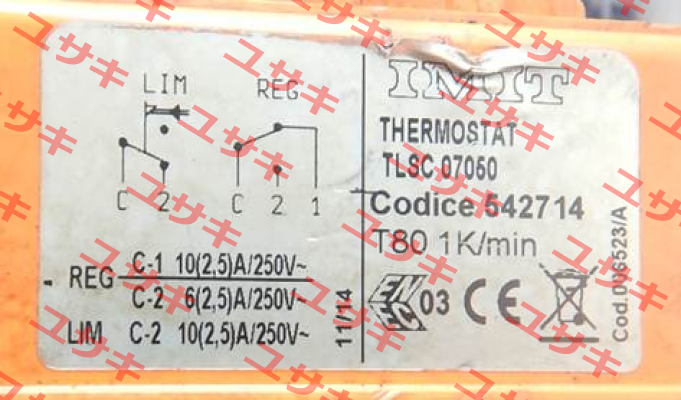 LIM REG
C 2 C 2 1
REG C-1 10(2,5)A/250V~
C-2 6(2,5)A/250V~
LIM C-2 10(2,5)A/250V~
11/14
IMIT
THERMOSTAT
TLSC 07060
Codice 542714
T80 1K/min
03 CE
Cod.006523/A
ユサキ